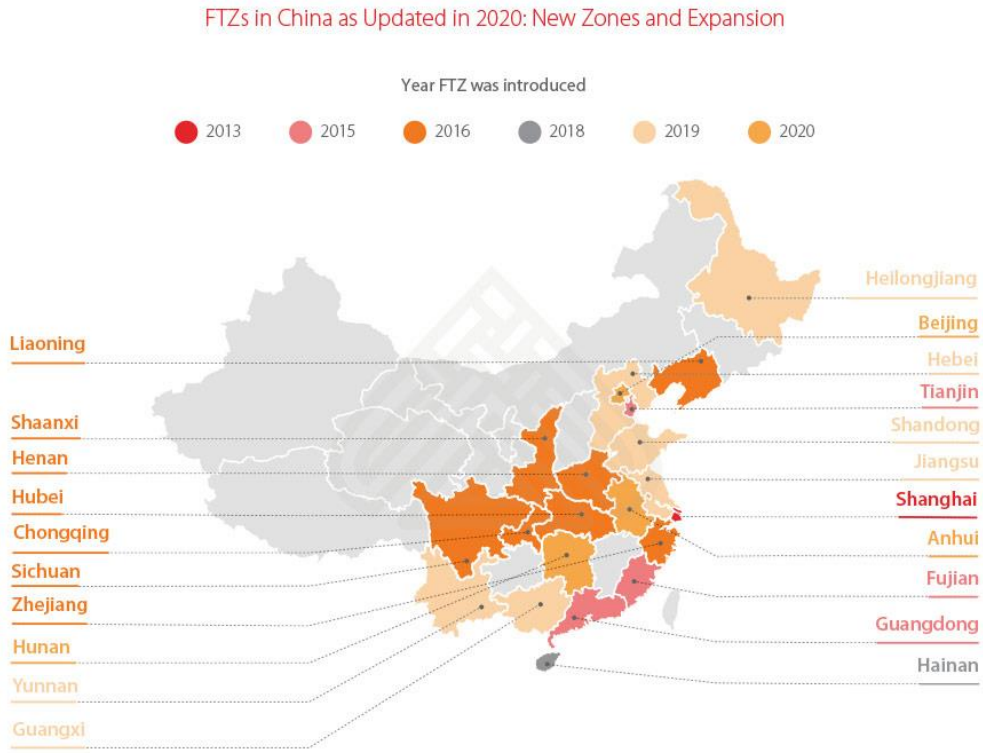 FTZs in China as Updated in 2020: New Zones and Expansion
Year FTZ was introduced
2013 2015 2016 2018 2019 2020
Liaoning
Shaanxi
Henan
Hubei
Chongqing
Sichuan
Zhejiang
Hunan
Yunnan
Guangxi
Heilongjiang
Beijing
Hebei
Tianjin
Shandong
Jiangsu
Shanghai
Anhui
Fujian
Guangdong
Hainan